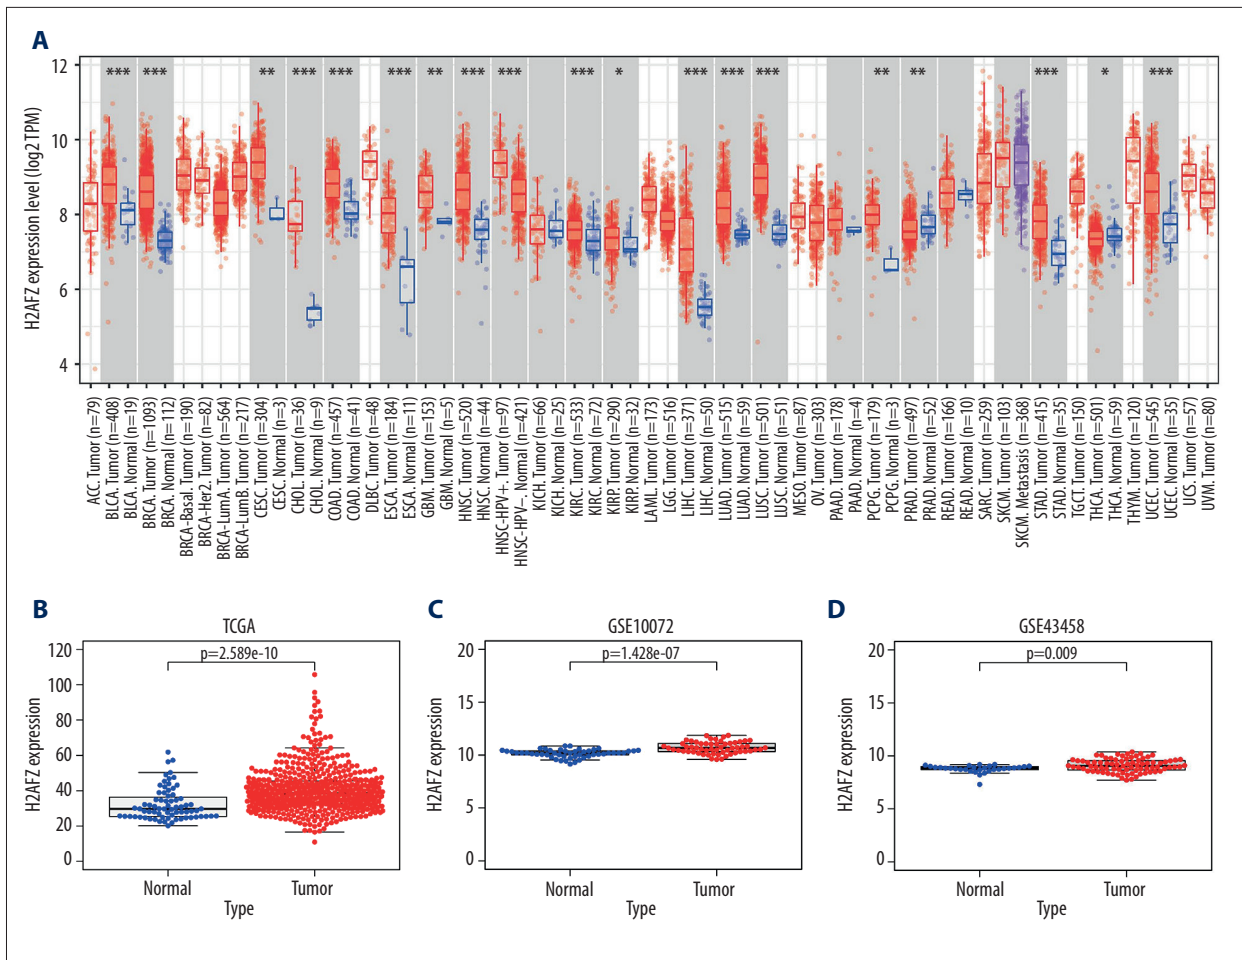 A
*** *** ** *** *** *** ** *** *** *** * *** *** *** ** ** *** * ***
H2AFZ expression level (log2 TPM)
12
10
8
6
4
ACC. Tumor (n=79)
BLCA. Tumor (n=408)
BLCA. Normal (n=19)
BRCA. Tumor (n=1093)
BRCA. Normal (n=112)
BRCA-Basal. Tumor (n=190)
BRCA-Her2. Tumor (n=82)
BRCA-LumA. Tumor (n=564)
BRCA-LumB. Tumor (n=217)
CESC. Tumor (n=304)
CESC. Normal (n=3)
CHOL. Tumor (n=36)
CHOL. Normal (n=9)
COAD. Tumor (n=457)
COAD. Normal (n=41)
DLBC. Tumor (n=48)
ESCA. Tumor (n=184)
ESCA. Normal (n=11)
GBM. Tumor (n=153)
GBM. Normal (n=5)
HNSC. Tumor (n=520)
HNSC. Normal (n=44)
HNSC-HPV+. Tumor (n=97)
HNSC-HPV–. Normal (n=421)
KICH. Tumor (n=66)
KICH. Normal (n=25)
KIRC. Tumor (n=533)
KIRC. Normal (n=72)
KIRP. Tumor (n=290)
KIRP. Normal (n=32)
LAML. Tumor (n=173)
LGG. Tumor (n=516)
LIHC. Tumor (n=371)
LIHC. Normal (n=50)
LUAD. Tumor (n=515)
LUAD. Normal (n=59)
LUSC. Tumor (n=501)
LUSC. Normal (n=51)
MESO. Tumor (n=87)
OV. Tumor (n=303)
PAAD. Tumor (n=178)
PAAD. Normal (n=4)
PCPG. Tumor (n=179)
PCPG. Normal (n=3)
PRAD. Tumor (n=497)
PRAD. Normal (n=52)
READ. Tumor (n=166)
READ. Normal (n=10)
SARC. Tumor (n=259)
SKCM. Tumor (n=103)
SKCM. Metastasis (n=368)
STAD. Tumor (n=415)
STAD. Normal (n=35)
TGCT. Tumor (n=150)
THCA. Tumor (n=501)
THCA. Normal (n=59)
THYM. Tumor (n=120)
UCEC. Tumor (n=545)
UCEC. Normal (n=35)
UCS. Tumor (n=57)
UVM. Tumor (n=80)
B
TCGA
p=2.589e-10
H2AFZ expression
120
100
80
60
40
20
0
Normal
Tumor
Type
C
GSE10072
p=1.428e-07
H2AFZ expression
20
15
10
5
0
Normal
Tumor
Type
D
GSE43458
p=0.009
H2AFZ expression
20
15
10
5
0
Normal
Tumor
Type